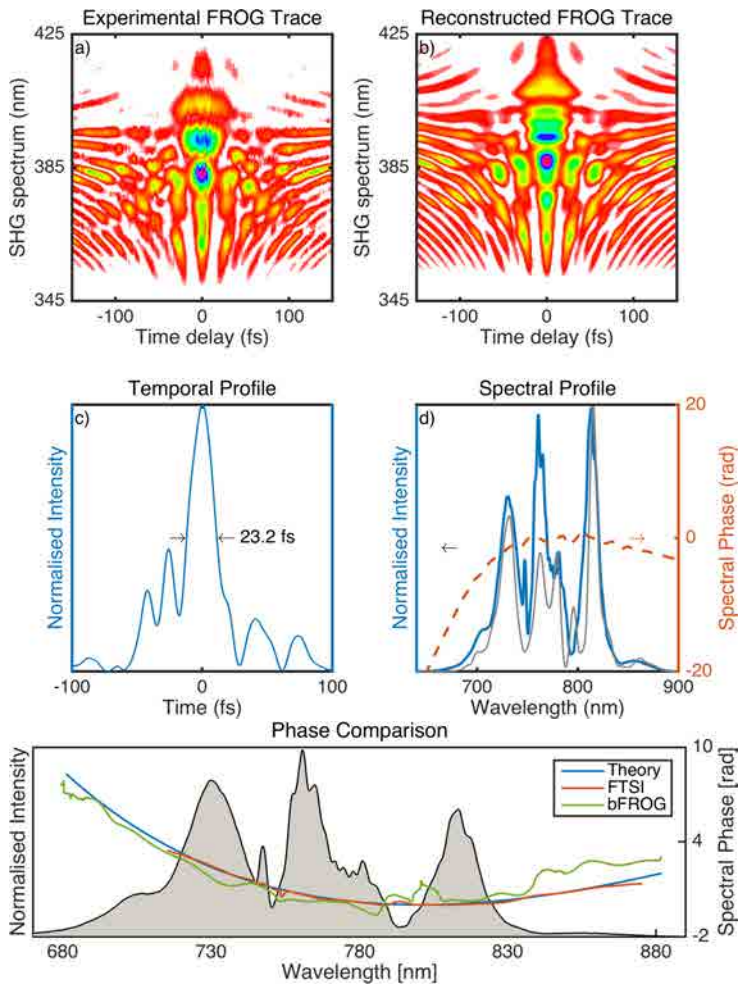 Experimental FROG Trace
Reconstructed FROG Trace
425
a)
SHG spectrum (nm)
385
345
-100
0
100
Time delay (fs)
425
b)
SHG spectrum (nm)
385
345
-100
0
100
Time delay (fs)
Temporal Profile
c)
Normalised Intensity
23.2 fs
-100
0
100
Time (fs)
Spectral Profile
d)
Normalised Intensity
20
0
-20
Spectral Phase (rad)
700
800
900
Wavelength (nm)
Phase Comparison
Normalised Intensity
Theory
FTSI
bFROG
10
4
-2
Spectral Phase [rad]
680
730
780
830
880
Wavelength [nm]